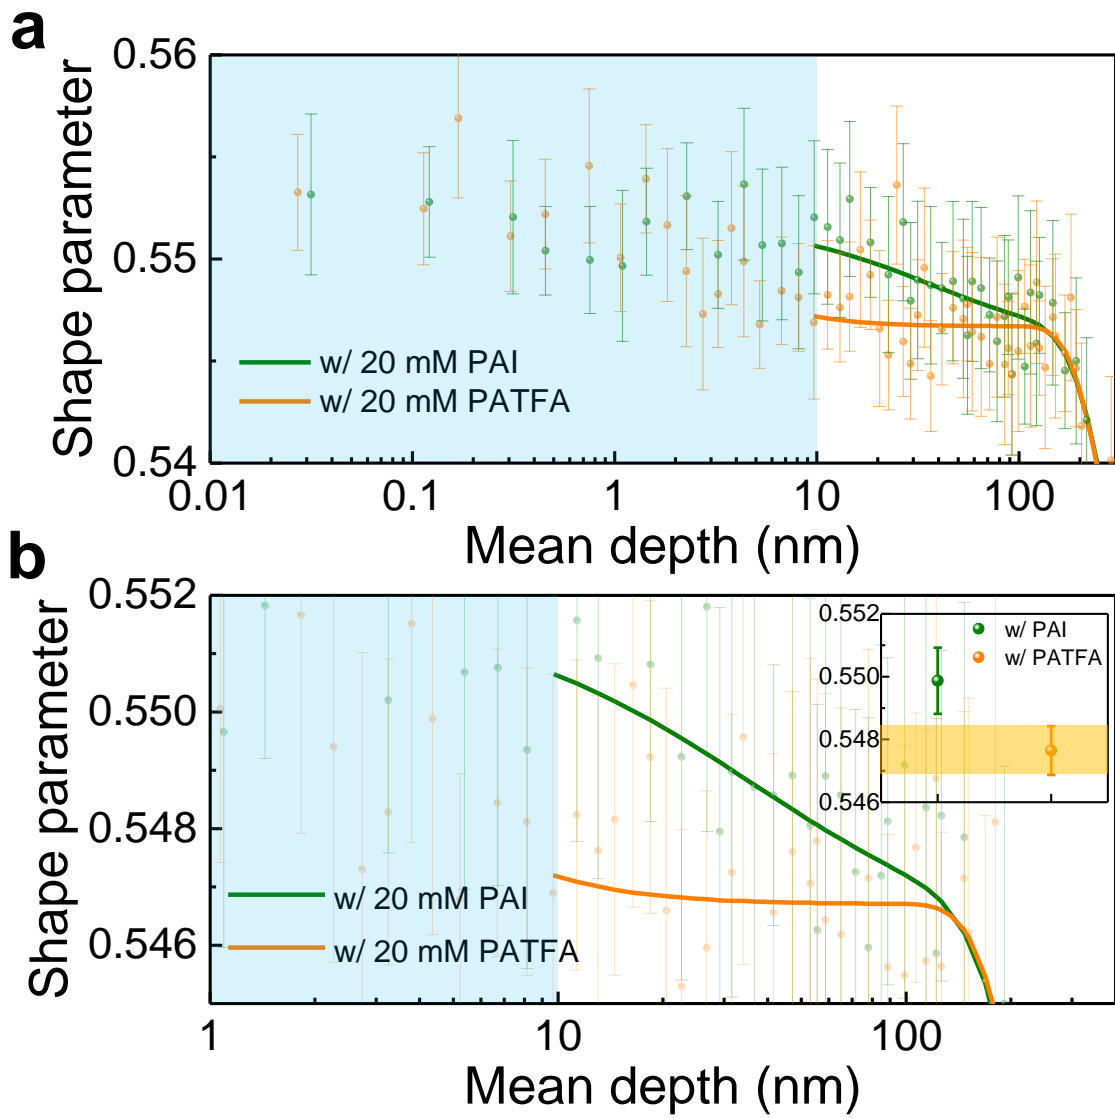 a
0.56
0.55
0.54
Shape parameter
w/ 20 mM PAI
w/ 20 mM PATFA
0.01 0.1 1 10 100
Mean depth (nm)
b
0.552
0.550
0.548
0.546
Shape parameter
w/ 20 mM PAI
w/ 20 mM PATFA
0.552
0.550
0.548
0.546
w/ PAI
w/ PATFA
1 10 100
Mean depth (nm)